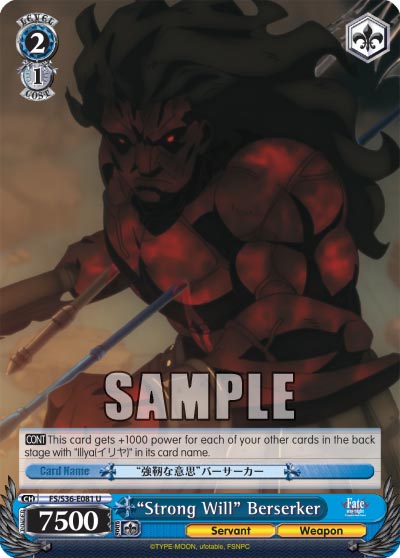 LEVEL
2
1
COST
SAMPLE
CONT This card gets +1000 power for each of your other cards in the back
stage with "Illya(イリヤ)" in its card name.
Card Name "強靭な意思"バーサーカー
CH FS/S36-E081 U
7500
"Strong Will" Berserker
Fate
Servant Weapon
©TYPE-MOON, ufotable, FSNPC